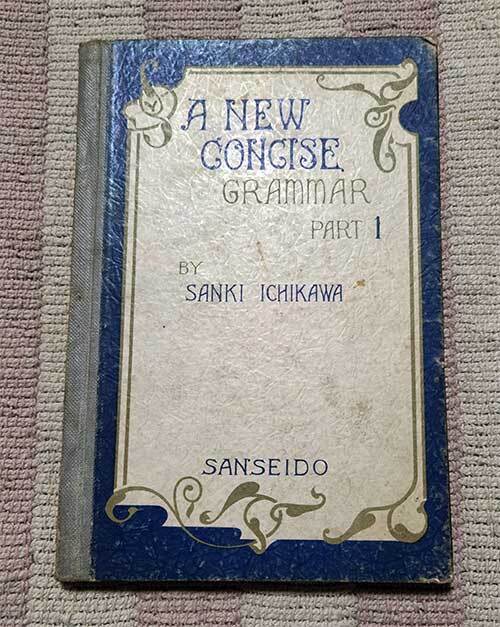 A NEW
CONCISE
GRAMMAR
PART 1
BY
SANKI ICHIKAWA
SANSEIDO